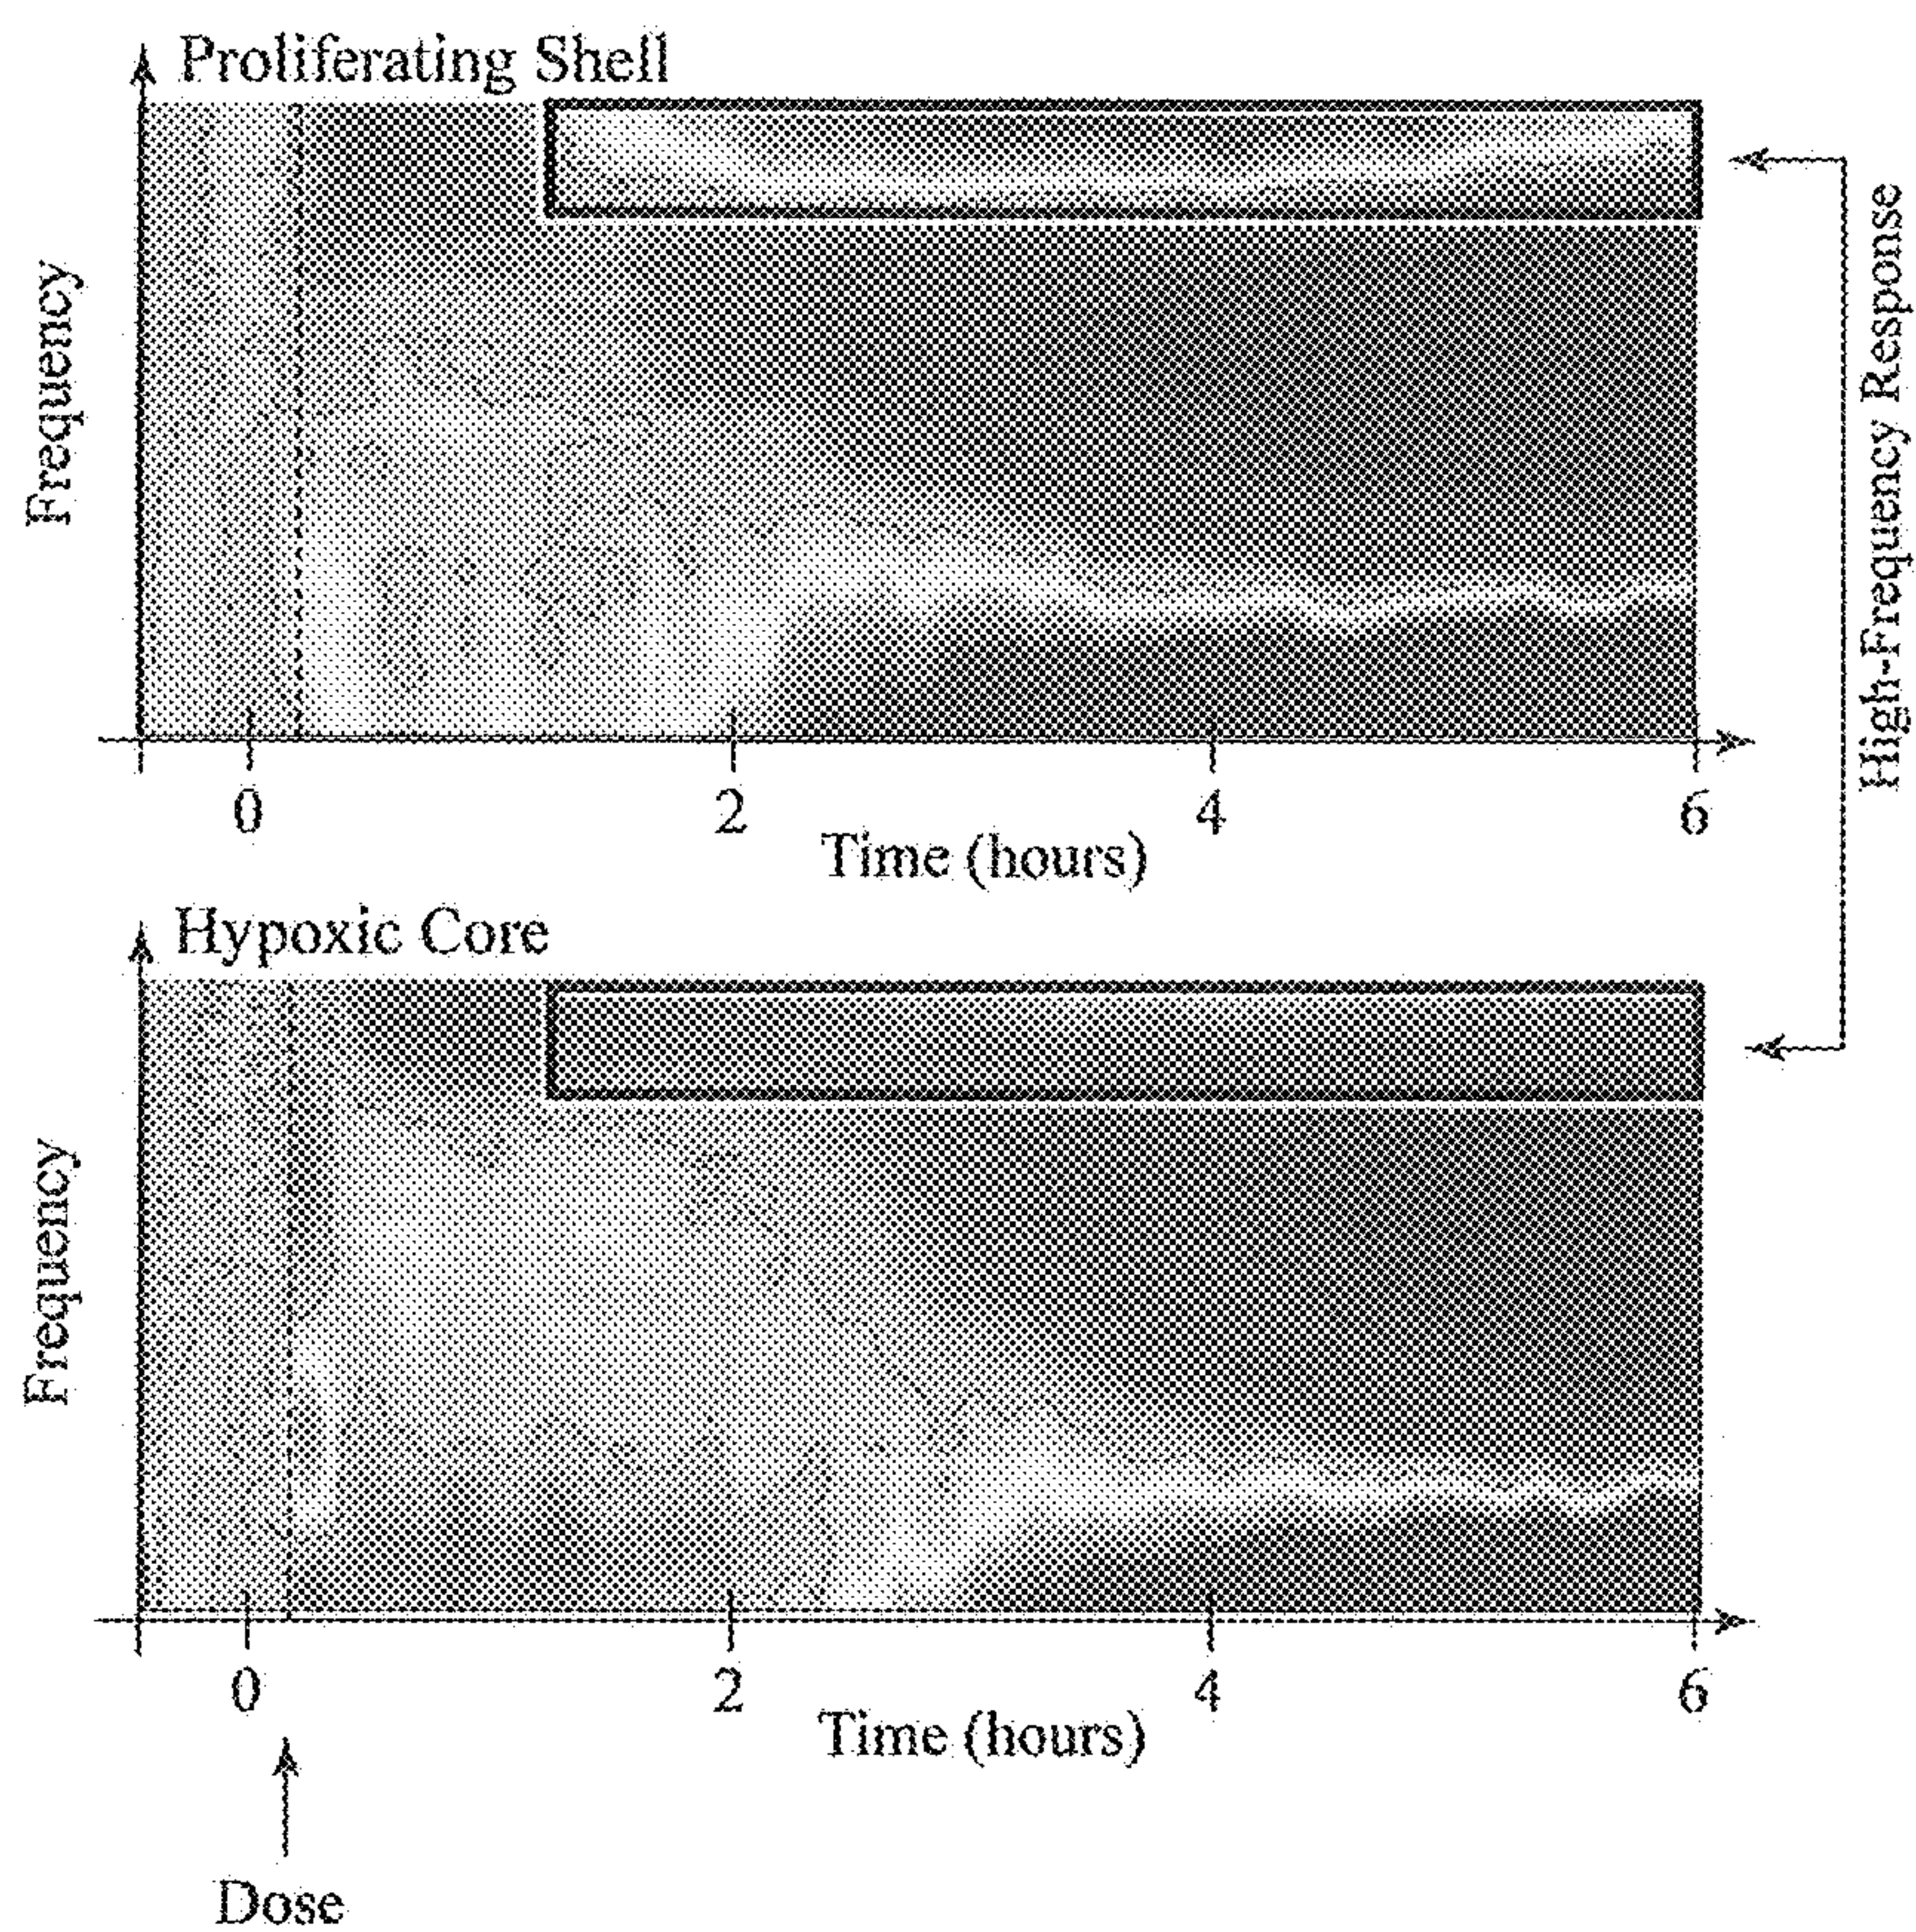 Proliferating Shell
Frequency
0
2
4
6
Time (hours)
High-Frequency Response
Hypoxic Core
Frequency
0
2
4
6
Time (hours)
Dose